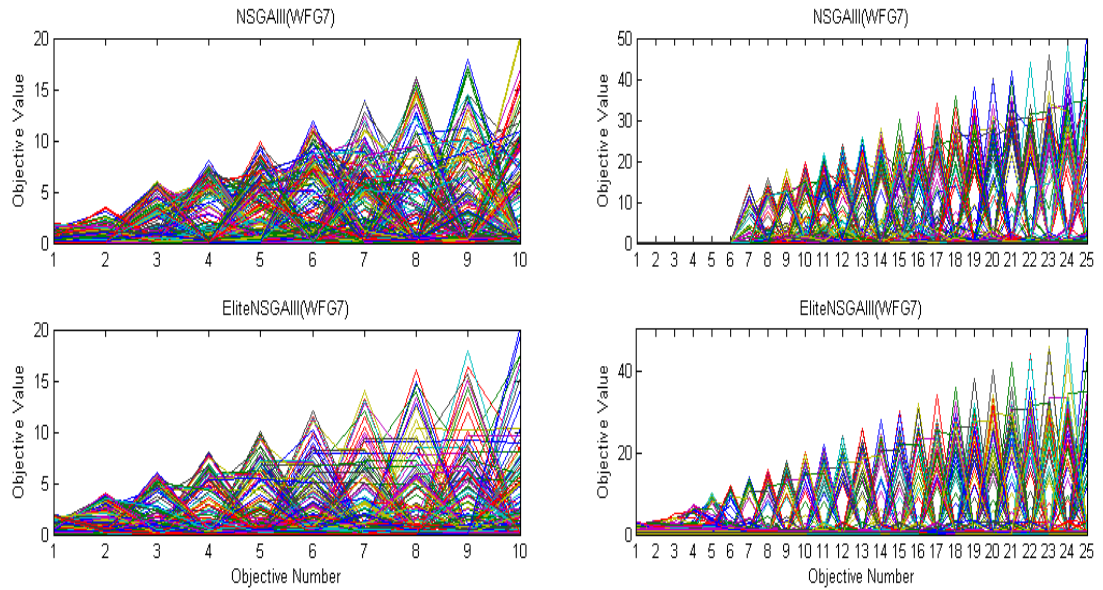 NSGAIII(WFG7)
Objective Value
20
15
10
5
0
1 2 3 4 5 6 7 8 9 10
NSGAIII(WFG7)
Objective Value
50
40
30
20
10
0
1 2 3 4 5 6 7 8 9 10 11 12 13 14 15 16 17 18 19 20 21 22 23 24 25
EliteNSGAIII(WFG7)
Objective Value
20
15
10
5
0
1 2 3 4 5 6 7 8 9 10
Objective Number
EliteNSGAIII(WFG7)
Objective Value
40
20
0
1 2 3 4 5 6 7 8 9 10 11 12 13 14 15 16 17 18 19 20 21 22 23 24 25
Objective Number